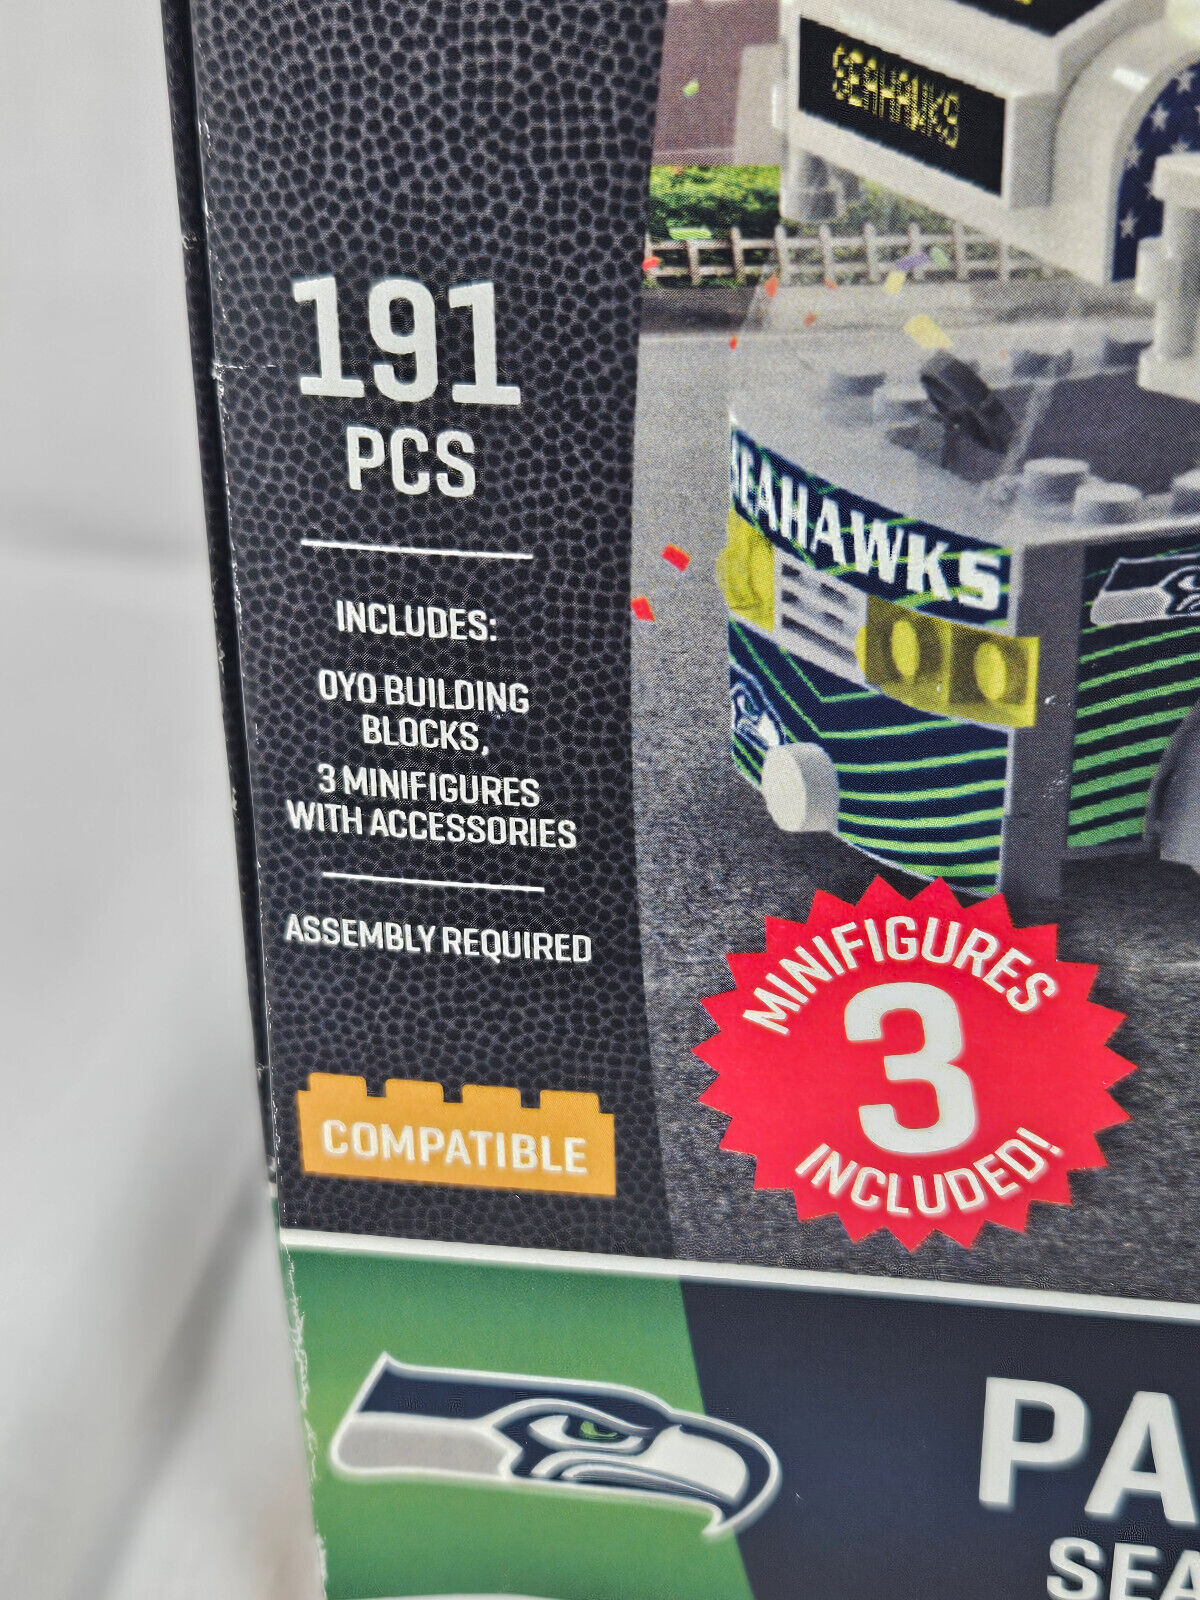 SEAHAWKS
191
PCS
SEAHAWKS
INCLUDES:
OYO BUILDING
BLOCKS,
3 MINIFIGURES
WITH ACCESSORIES
ASSEMBLY REQUIRED
MINIFIGURES
3
INCLUDED!
COMPATIBLE
PA
SEA